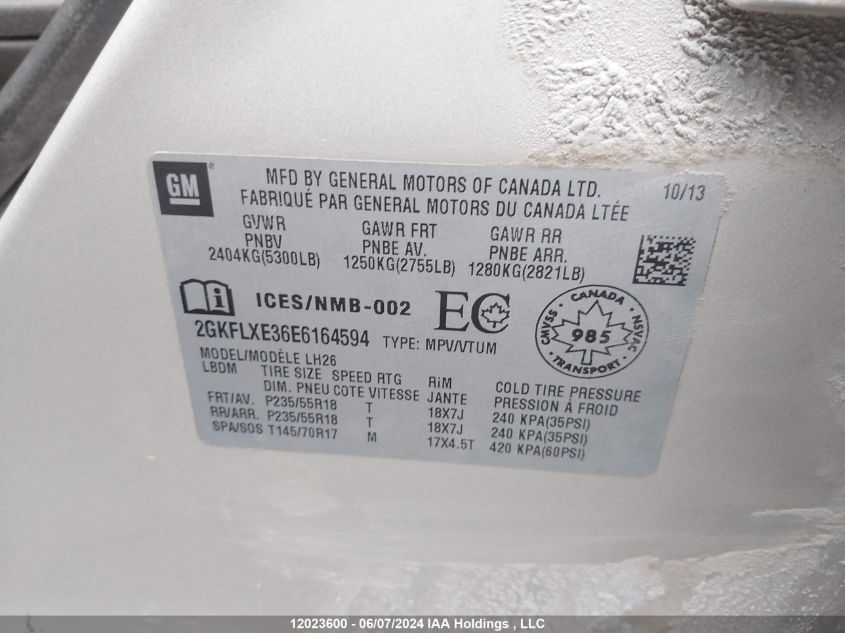 GM
MFD BY GENERAL MOTORS OF CANADA LTD. 10/13
FABRIQUÉ PAR GENERAL MOTORS DU CANADA LTÉE
GVWR GAWR FRT GAWR RR
PNBV PNBE AV. PNBE ARR.
2404KG(5300LB) 1250KG(2755LB) 1280KG(2821LB)
ICES/NMB-002 EC
CANADA
CMVSS 985 NSVAC
TRANSPORT
2GKFLXE36E6164594 TYPE: MPV/VTUM
MODEL/MODÈLE LH26
LBDM TIRE SIZE SPEED RTG RiM COLD TIRE PRESSURE
DIM. PNEU COTE VITESSE JANTE PRESSION À FROID
FRT/AV. P235/55R18 T 18X7J 240 KPA(35PSI)
RR/ARR. P235/55R18 T 18X7J 240 KPA(35PSI)
SPA/SOS T145/70R17 M 17X4.5T 420 KPA(60PSI)
12023600 - 06/07/2024 IAA Holdings , LLC